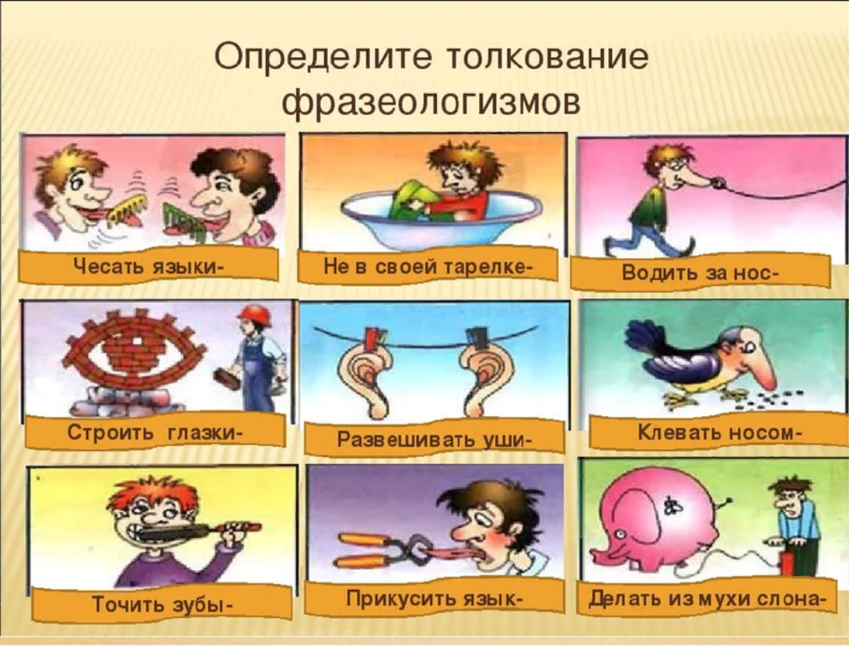 Определите толкование
фразеологизмов
Чесать языки-
Не в своей тарелке-
Водить за нос-
Строить глазки-
Развешивать уши-
Клевать носом-
Точить зубы-
Прикусить язык-
Делать из мухи слона-